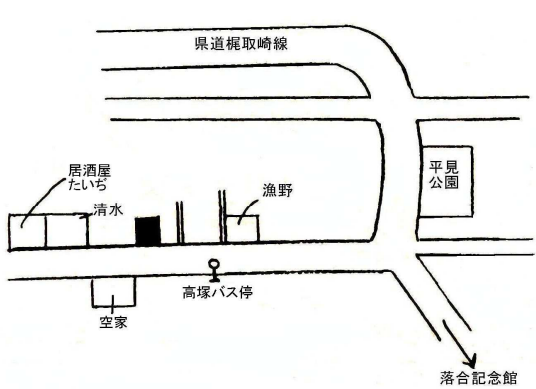 県道梶取崎線
居酒屋
たいぢ
清水
漁野
平見
公園
高塚バス停
空家
落合記念館